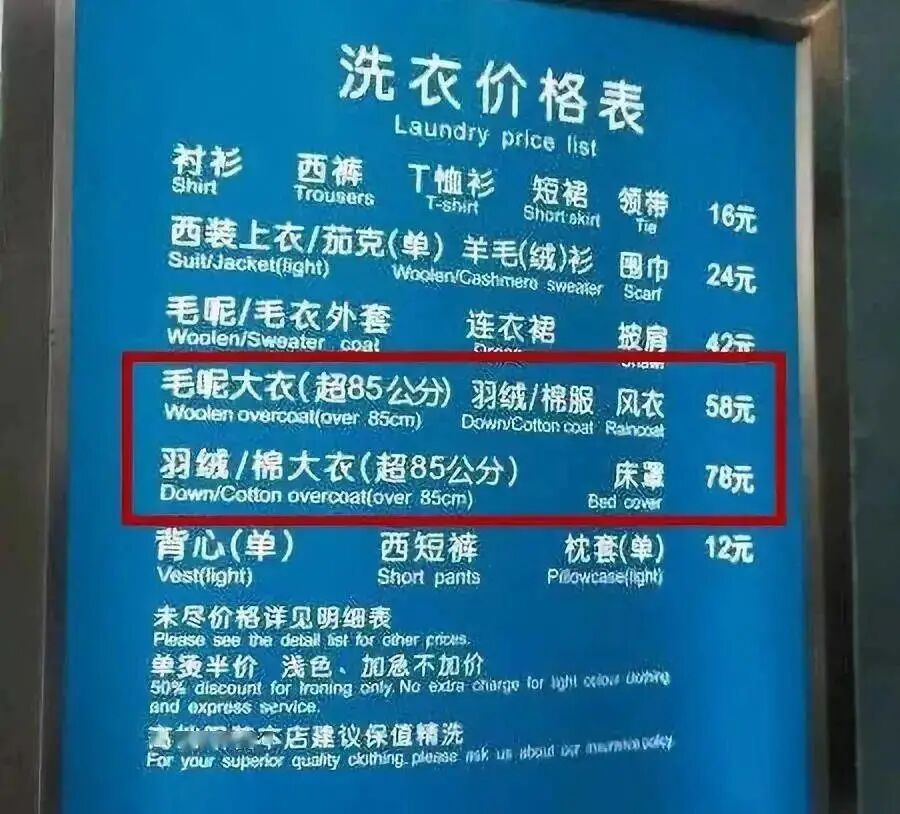 洗衣价格表
Laundry price list
衬衫 西裤 T恤衫 短裙 领带 16元
Shirt Trousers T-shirt Short skirt Tie
西装上衣/茄克(单) 羊毛(绒)衫 围巾 24元
Suit/Jacket(light) Woolen/Cashmere sweater Scarf
毛呢/毛衣外套 连衣裙 披肩 42元
Woolen/Sweater coat
毛呢大衣(超85公分) 羽绒/棉服 风衣 58元
Woolen overcoat(over 85cm) Down/Cotton coat Raincoat
羽绒/棉大衣(超85公分) 床罩 78元
Down/Cotton overcoat(over 85cm) Bed cover
背心(单) 西短裤 枕套(单) 12元
Vest(light) Short pants Pillowcase(light)
未尽价格详见明细表
Please see the detail list for other prices.
单烫半价 浅色、加急不加价
50% discount for Ironing only. No extra charge for light colour clothing
and express service.
店建议保值精洗
For your superior quality clothing, please ask us about our insurance policy